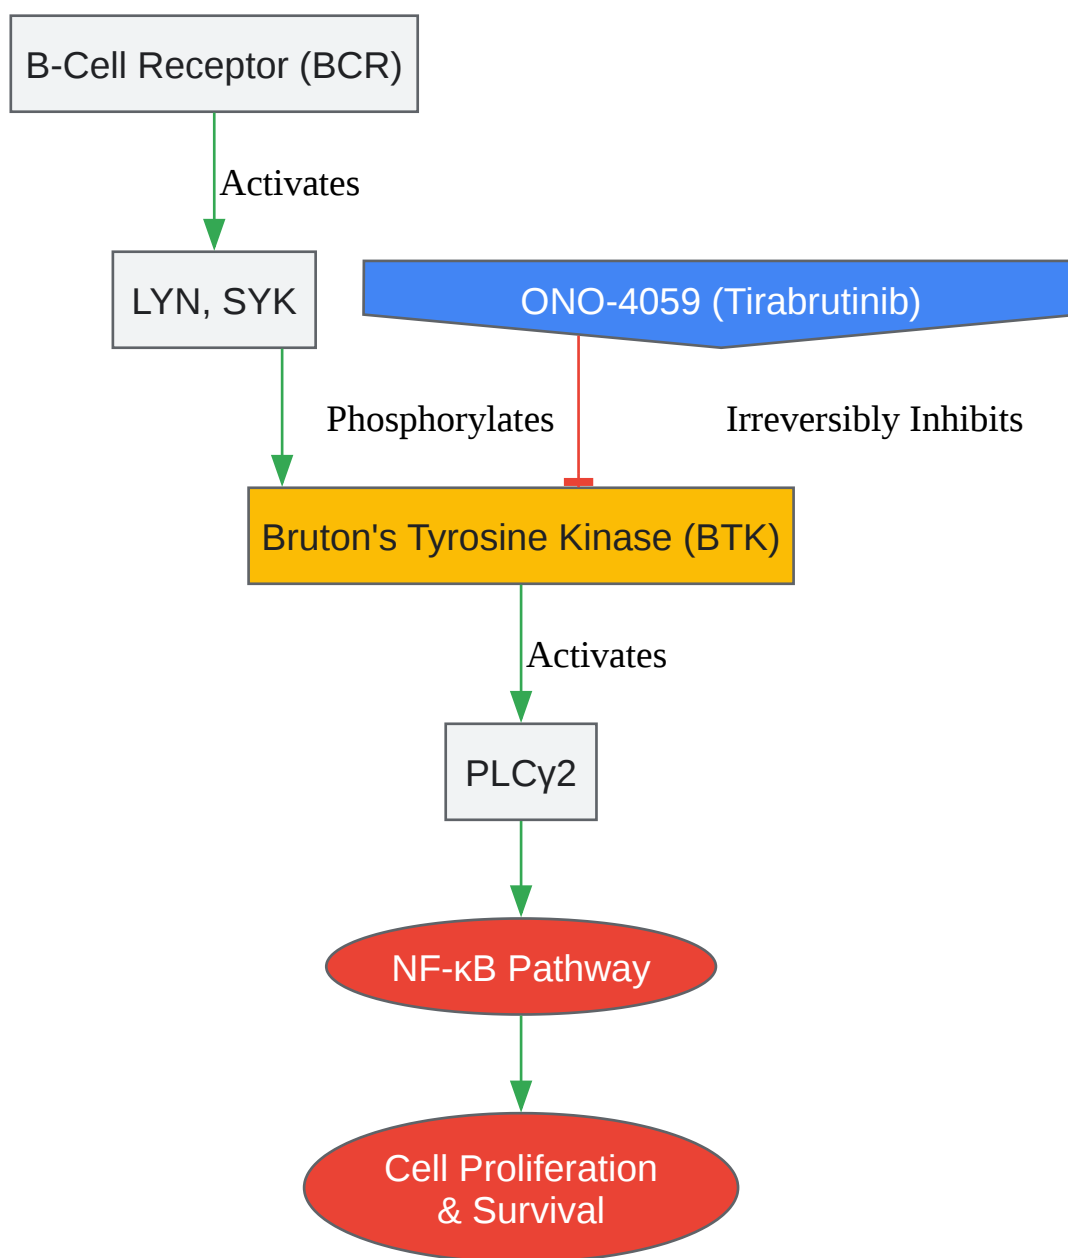 B-Cell Receptor (BCR)
Activates
LYN, SYK
ONO-4059 (Tirabrutinib)
Phosphorylates
Irreversibly Inhibits
Bruton's Tyrosine Kinase (BTK)
Activates
PLCγ2
NF-κB Pathway
Cell Proliferation
& Survival